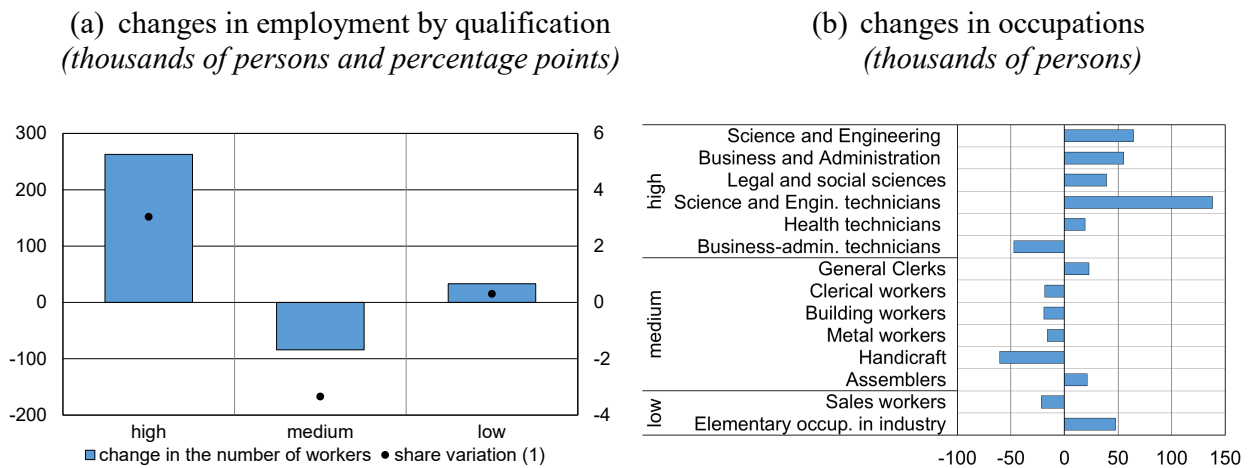 (a) changes in employment by qualification
(thousands of persons and percentage points)
300
200
100
0
-100
-200
6
4
2
0
-2
-4
high
medium
low
change in the number of workers
share variation (1)
(b) changes in occupations
(thousands of persons)
high
Science and Engineering
Business and Administration
Legal and social sciences
Science and Engin. technicians
Health technicians
Business-admin. technicians
medium
General Clerks
Clerical workers
Building workers
Metal workers
Handicraft
Assemblers
low
Sales workers
Elementary occup. in industry
-100 -50 0 50 100 150